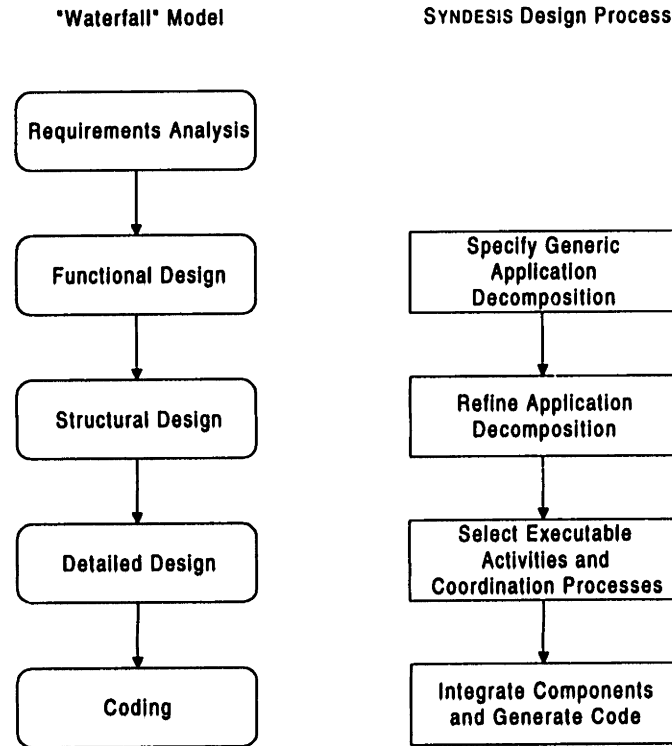 "Waterfall" Model
SYNDESIS Design Process
Requirements Analysis
Functional Design
Specify Generic
Application
Decomposition
Structural Design
Refine Application
Decomposition
Detailed Design
Select Executable
Activities and
Coordination Processes
Coding
Integrate Components
and Generate Code